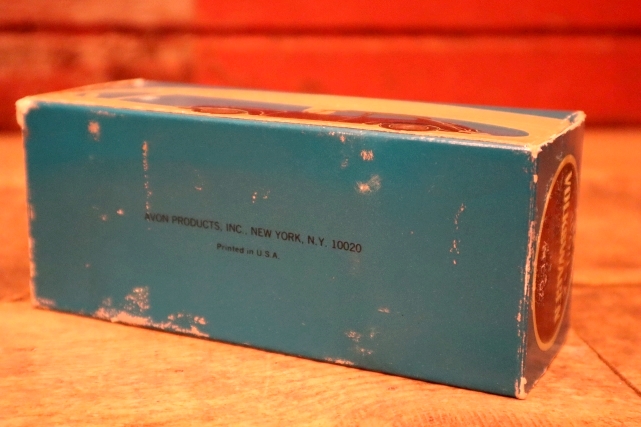 AVON PRODUCTS, INC., NEW YORK, N.Y. 10020
Printed in U.S.A.